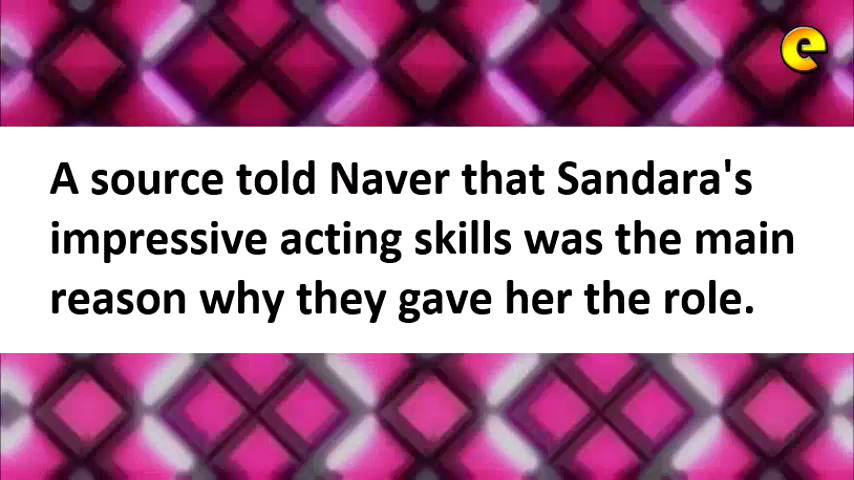 e
A source told Naver that Sandara's
impressive acting skills was the main
reason why they gave her the role.